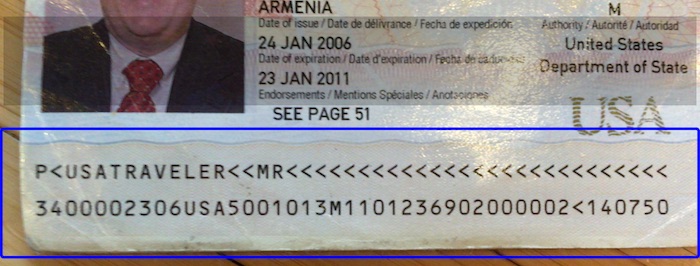 ARMENIA
M
Date of issue / Date de délivrance / Fecha de expedición
Authority / Autorité / Autoridad
24 JAN 2006
United States
Date of expiration / Date d'expiration / Fecha de caducidad
Department of State
23 JAN 2011
Endorsements / Mentions Spéciales / Anotaciones
SEE PAGE 51
USA
P<USATRAVELER<<MR<<<<<<<<<<<<<<<<<<<<<<<<<<<
3400002306USA5001013M1101236902000002<140750